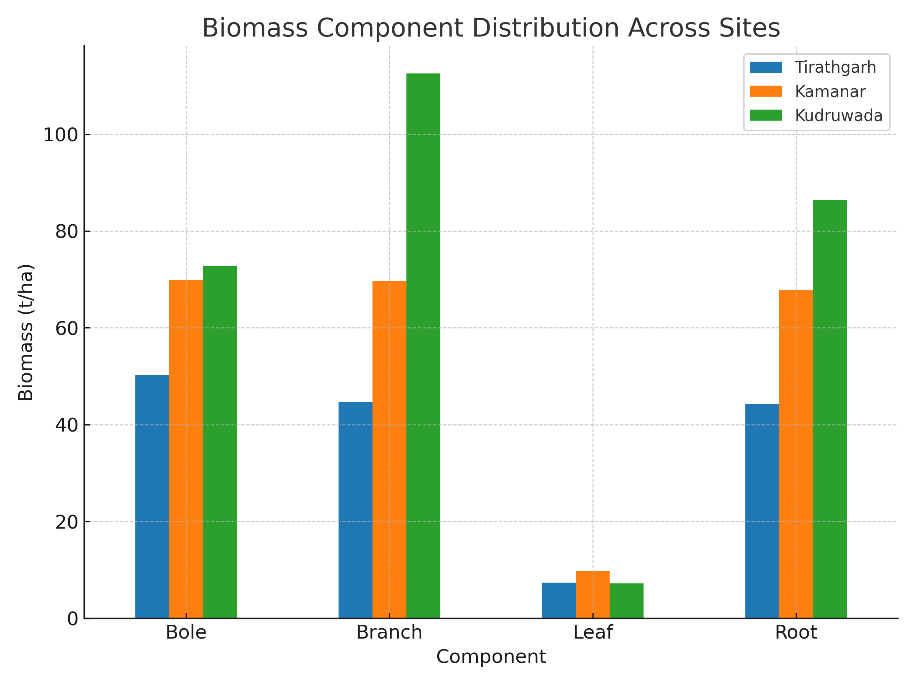 Biomass Component Distribution Across Sites
Tirathgarh
Kamanar
Kudruwada
Biomass (t/ha)
100
80
60
40
20
0
Bole Branch Leaf Root
Component